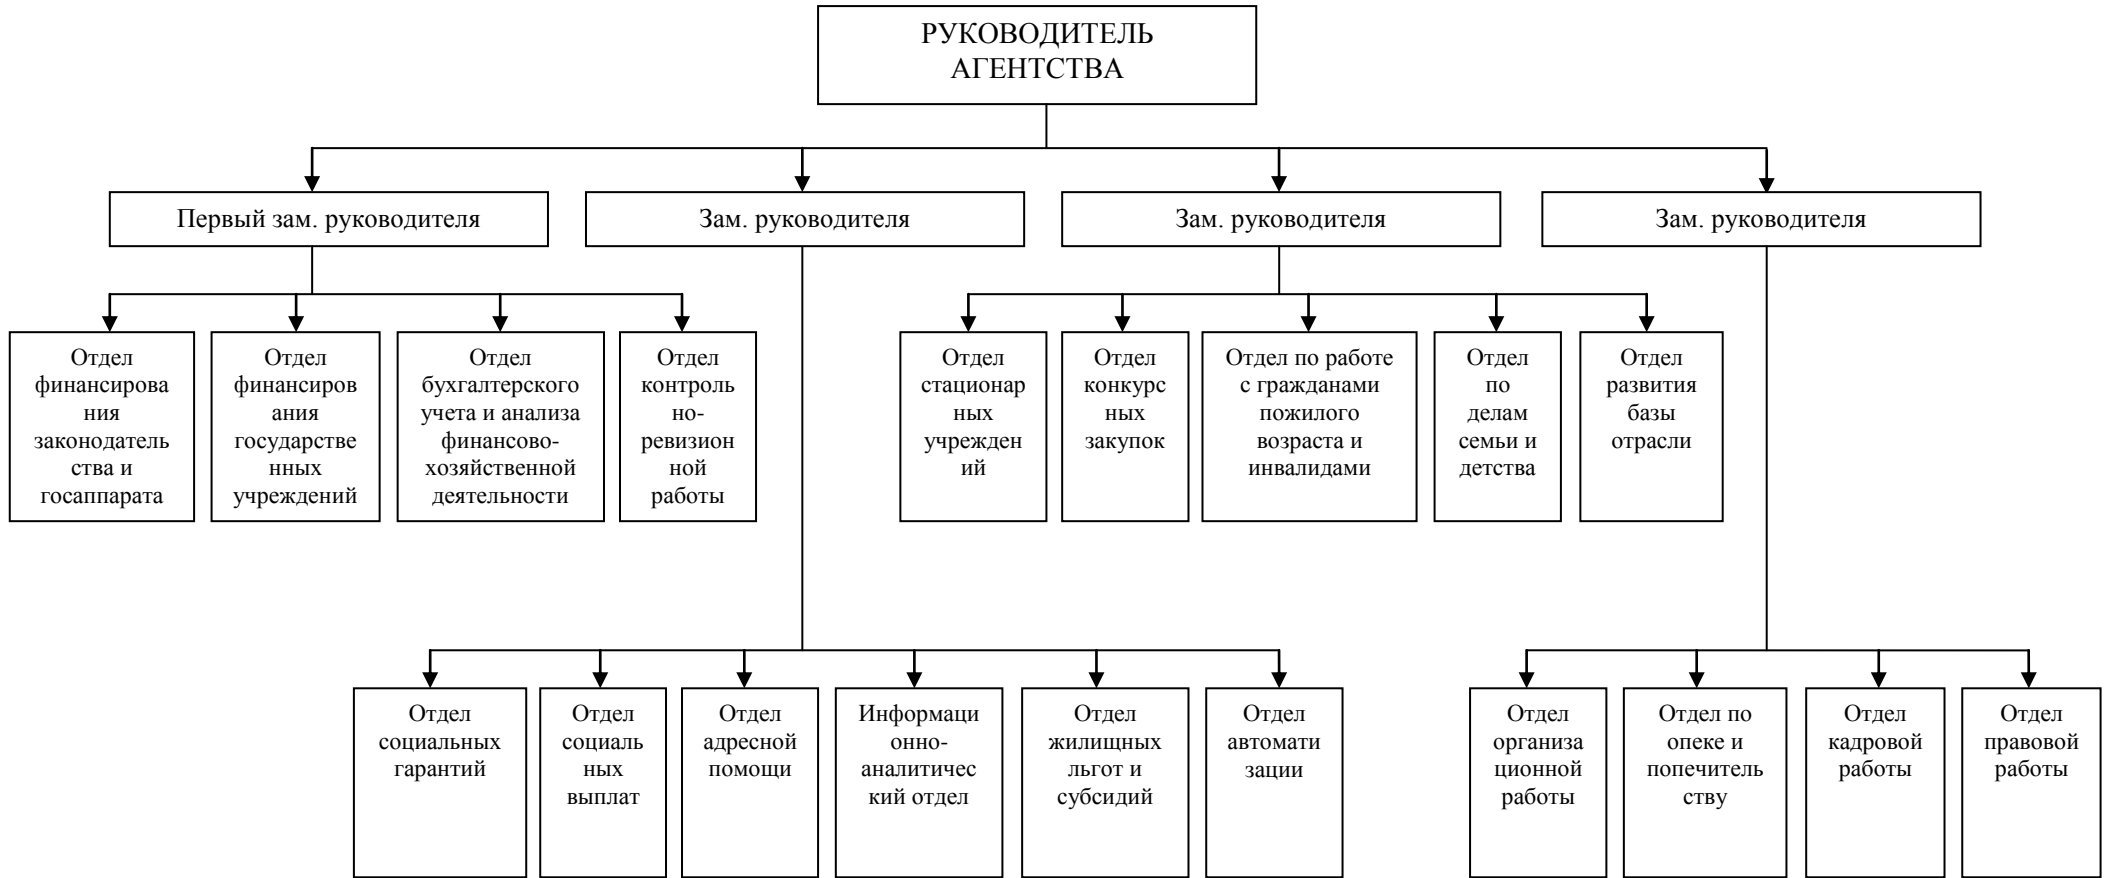 РУКОВОДИТЕЛЬ
АГЕНТСТВА
Первый зам. руководителя
Зам. руководителя
Зам. руководителя
Зам. руководителя
Отдел
финансирова
ния
законодатель
ства и
госаппарата
Отдел
финансиров
ания
государстве
нных
учреждений
Отдел
бухгалтерского
учета и анализа
финансово-
хозяйственной
деятельности
Отдел
контроль
но-
ревизион
ной
работы
Отдел
стационар
ных
учрежден
ий
Отдел
конкурс
ных
закупок
Отдел по работе
с гражданами
пожилого
возраста и
инвалидами
Отдел
по
делам
семьи и
детства
Отдел
развития
базы
отрасли
Отдел
социальных
гарантий
Отдел
социаль
ных
выплат
Отдел
адресной
помощи
Информаци
онно-
аналитичес
кий отдел
Отдел
жилищных
льгот и
субсидий
Отдел
автомати
зации
Отдел
организа
ционной
работы
Отдел по
опеке и
попечитель
ству
Отдел
кадровой
работы
Отдел
правовой
работы